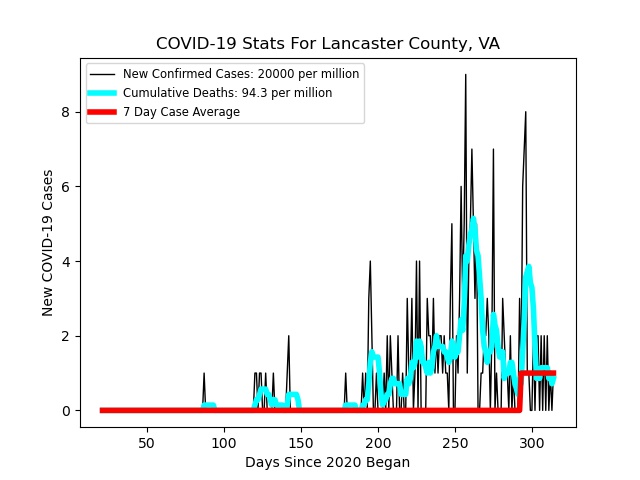 COVID-19 Stats For Lancaster County, VA
New Confirmed Cases: 20000 per million
Cumulative Deaths: 94.3 per million
7 Day Case Average
New COVID-19 Cases
8
6
4
2
0
50 100 150 200 250 300
Days Since 2020 Began